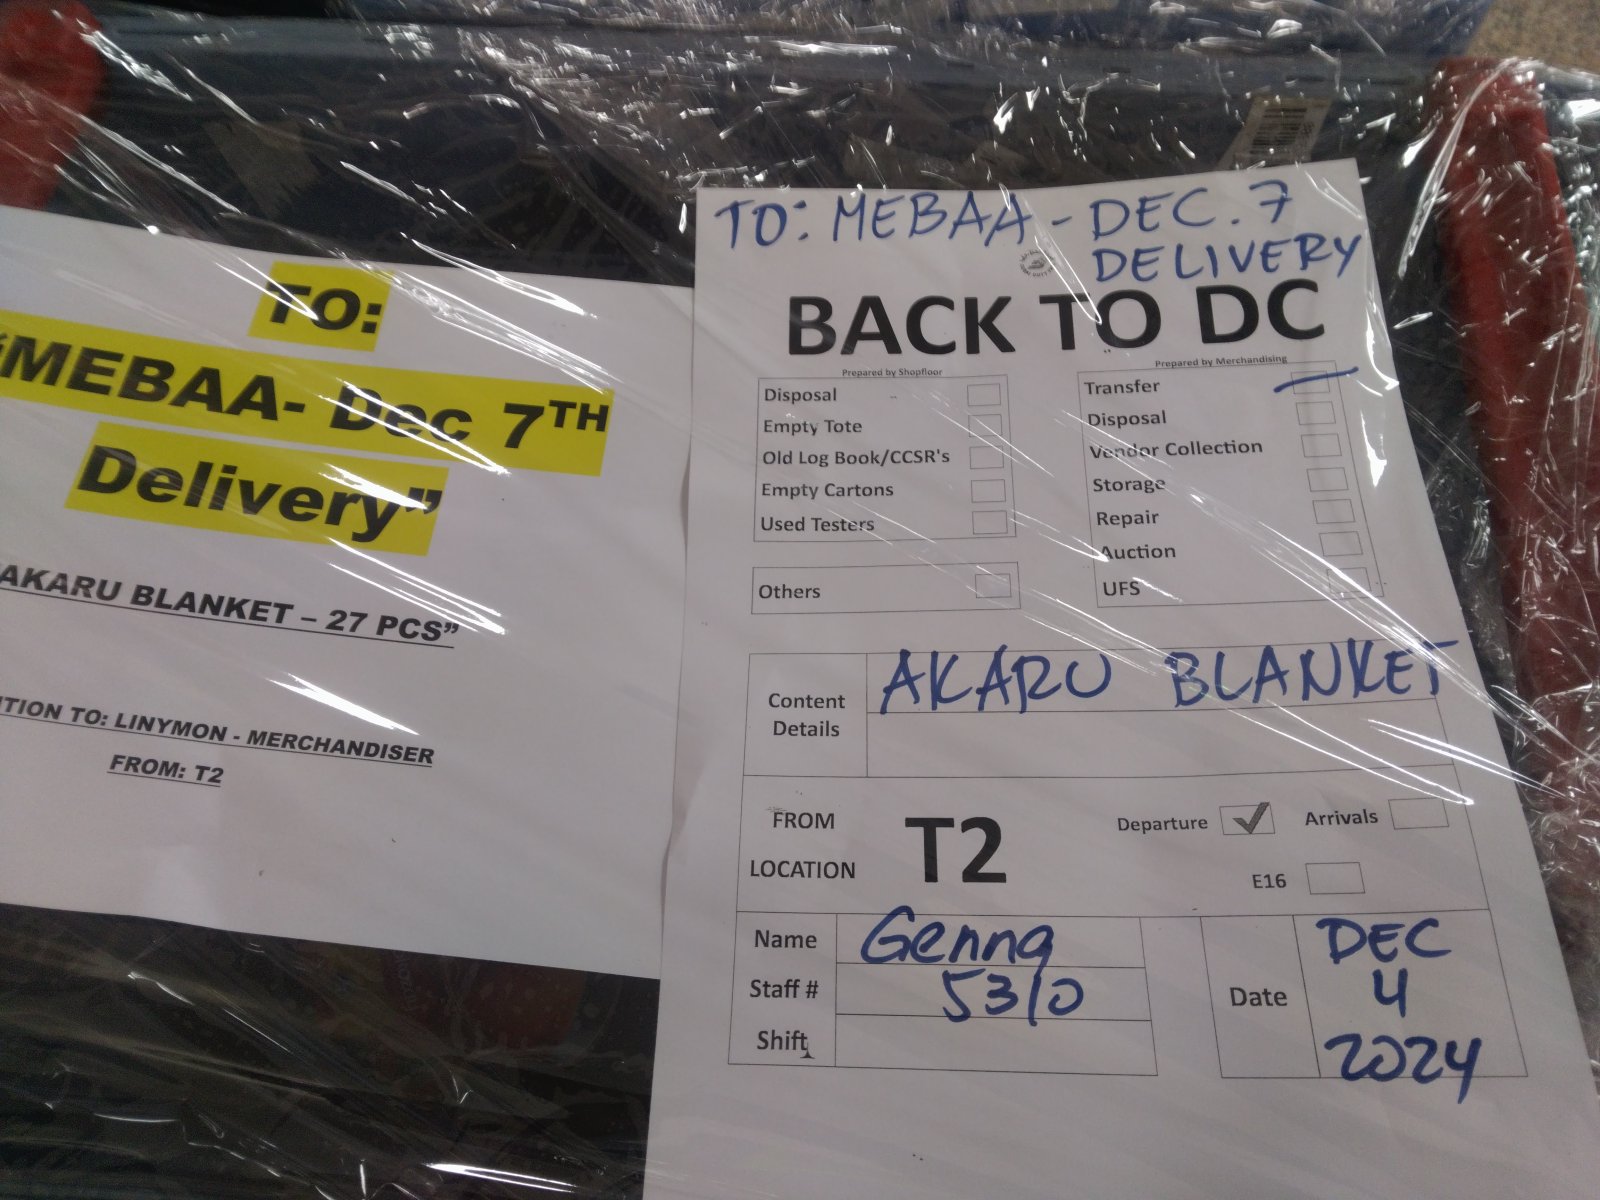 TO:
“MEBAA- Dec 7TH
Delivery”
AKARU BLANKET – 27 PCS”
TO: LINYMON - MERCHANDISER
FROM: T2
TO: MEBAA - DEC. 7
DELIVERY
BACK TO DC
Prepared by Shopfloor
Disposal
Empty Tote
Old Log Book/CCSR's
Empty Cartons
Used Testers
Others
Prepared by Merchandising
Transfer
Disposal
Vendor Collection
Storage
Repair
Auction
UFS
Content
Details
AKARU BLANKET
FROM
LOCATION
T2
Departure
Arrivals
E16
Name
Genna
Staff #
5310
Shift
Date
DEC
4
2024